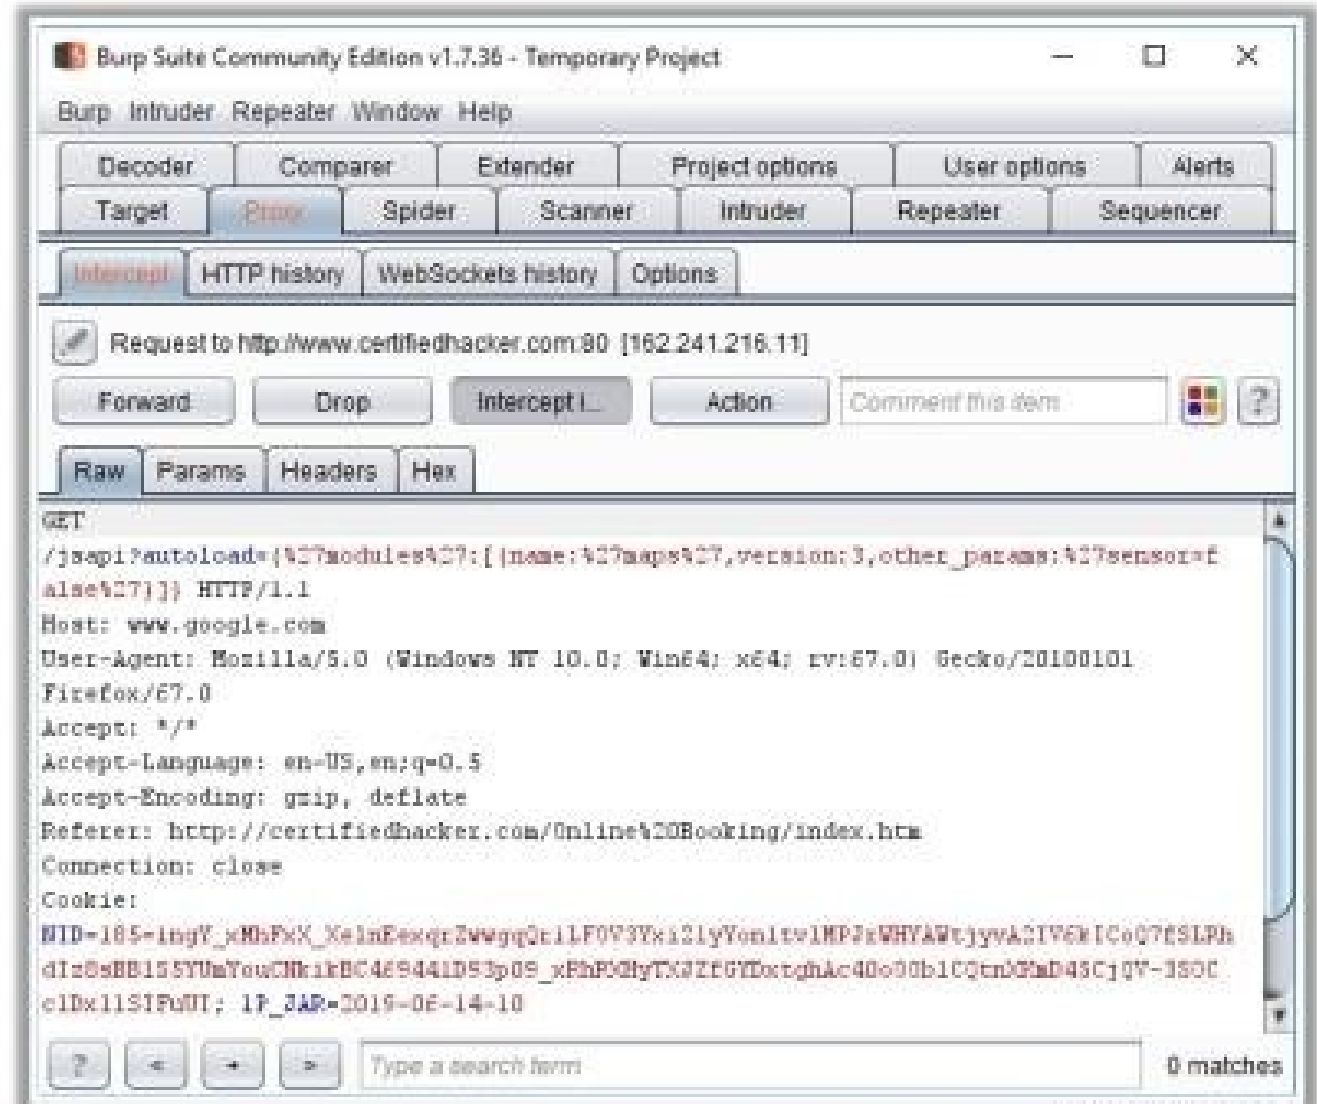 Burp Suite Community Edition v1.7.36 - Temporary Project
Burp Intruder Repeater Window Help
Decoder Comparer Extender Project options User options Alerts
Target Proxy Spider Scanner Intruder Repeater Sequencer
Intercept HTTP history WebSockets history Options
Request to http://www.certifiedhacker.com:80 [162.241.216.11]
Forward Drop Intercept i... Action Comment this item ?
Raw Params Headers Hex
GET
/jsapi?autoload={%27modules%27:[{name:%27maps%27,version:3,other_params:%27sensor=f
alse%27}]} HTTP/1.1
Host: www.google.com
User-Agent: Mozilla/5.0 (Windows NT 10.0; Win64; x64; rv:67.0) Gecko/20100101
Firefox/67.0
Accept: */*
Accept-Language: en-US,en;q=0.5
Accept-Encoding: gzip, deflate
Referer: http://certifiedhacker.com/Online%20Booking/index.htm
Connection: close
Cookie:
1P_JAR=2019-06-14-10
? < + > Type a search term 0 matches